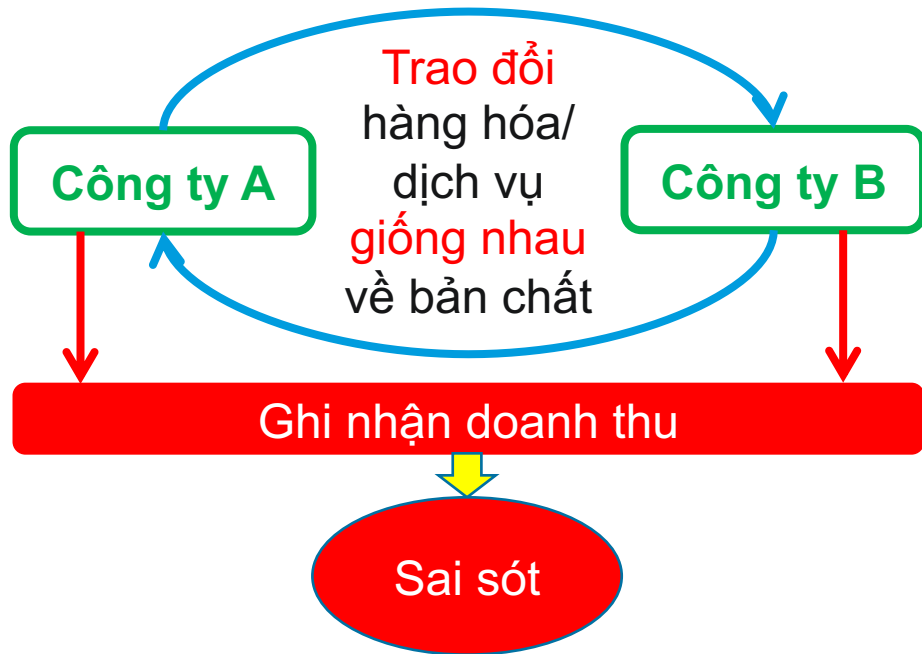 Trao đổi
hàng hóa/
dịch vụ
giống nhau
về bản chất
Công ty A
Công ty B
Ghi nhận doanh thu
Sai sót